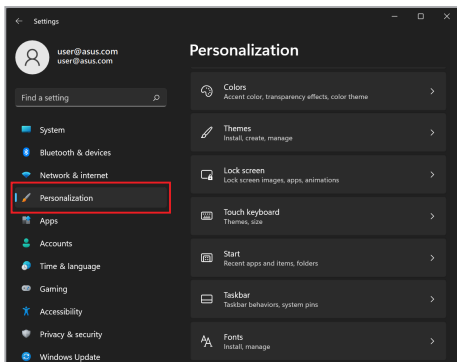 Settings
user@asus.com
user@asus.com
Find a setting
System
Bluetooth & devices
Network & internet
Personalization
Apps
Accounts
Time & language
Gaming
Accessibility
Privacy & security
Windows Update
Personalization
Colors
Accent color, transparency effects, color theme
Themes
Install, create, manage
Lock screen
Lock screen images, apps, animations
Touch keyboard
Themes, size
Start
Recent apps and items, folders
Taskbar
Taskbar behaviors, system pins
Fonts
Install, manage